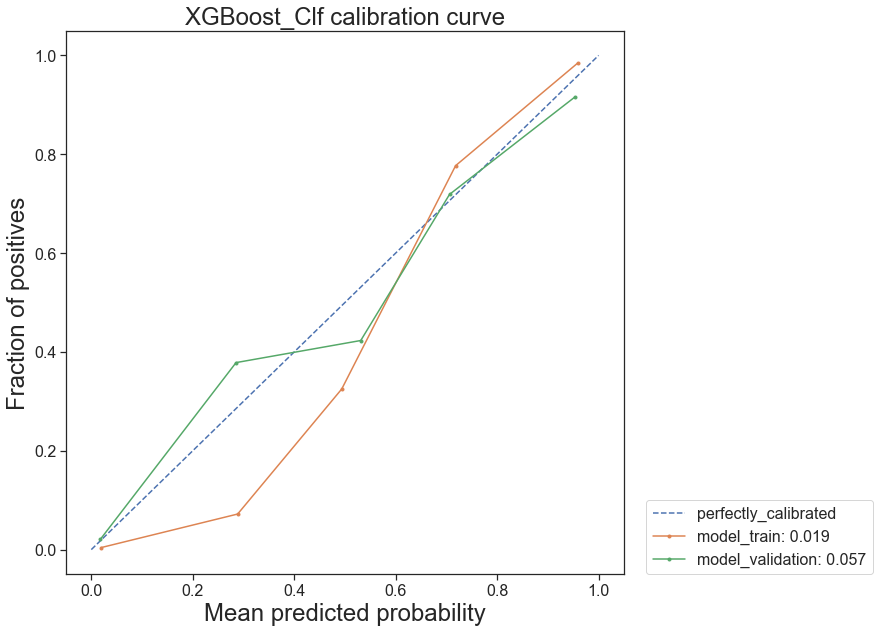 XGBoost_Clf calibration curve
Fraction of positives
1.0
0.8
0.6
0.4
0.2
0.0
0.0 0.2 0.4 0.6 0.8 1.0
Mean predicted probability
perfectly_calibrated
model_train: 0.019
model_validation: 0.057